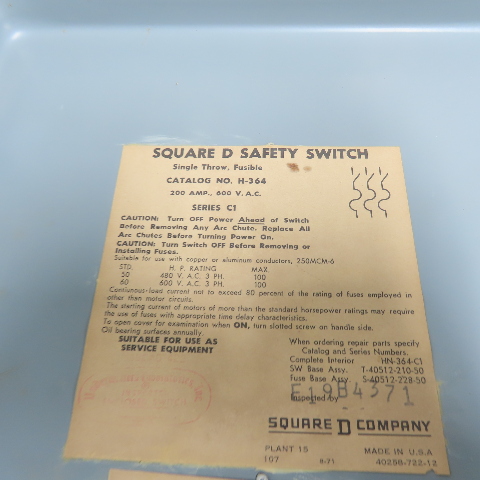 SQUARE D SAFETY SWITCH
Single Throw, Fusible
CATALOG NO. H-364
200 AMP., 600 V. A.C.
SERIES C1
CAUTION: Turn OFF Power Ahead of Switch
Before Removing Any Arc Chute. Replace All
Arc Chutes Before Turning Power On.
CAUTION: Turn Switch OFF Before Removing or
Installing Fuses.
Suitable for use with copper or aluminum conductors, 250MCM-6
STD. H. P. RATING MAX.
50 480 V. A.C. 3 PH. 100
60 600 V. A.C. 3 PH. 100
Continuous-load current not to exceed 80 percent of the rating of fuses employed in
other than motor circuits.
The starting current of motors of more than the standard horsepower ratings may require
the use of fuses with appropriate time delay characteristics.
To open cover for examination when ON, turn slotted screw on handle side.
Oil bearing surfaces annually.
SUITABLE FOR USE AS
SERVICE EQUIPMENT
When ordering repair parts specify
Catalog and Series Numbers.
Complete Interior HN-364-C1
SW Base Assy. T-40512-210-50
Fuse Base Assy. S-40512-228-50
Inspected by
E19B4371
SQUARE D COMPANY
PLANT 15 MADE IN U.S.A
107 8-71 40256-722-12